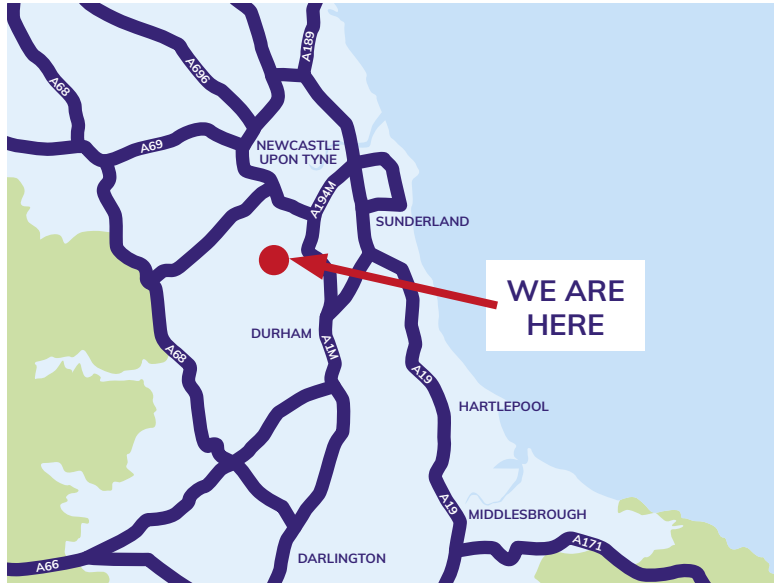 A189
A696
A68
A69
NEWCASTLE
UPON TYNE
A194M
SUNDERLAND
WE ARE
HERE
DURHAM
A1M
A68
A19
HARTLEPOOL
A19
MIDDLESBROUGH
A171
DARLINGTON
A66